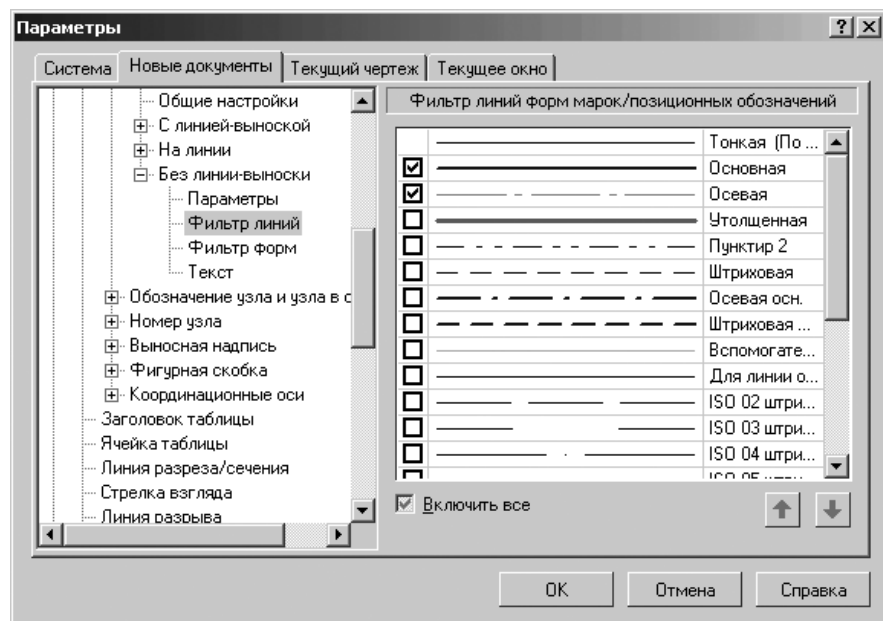 Параметры
Система Новые документы Текущий чертеж Текущее окно
Общие настройки
С линией-выноской
На линии
Без линии-выноски
Параметры
Фильтр линий
Фильтр форм
Текст
Обозначение узла и узла в с
Номер узла
Выносная надпись
Фигурная скобка
Координационные оси
Заголовок таблицы
Ячейка таблицы
Линия разреза/сечения
Стрелка взгляда
Линия разрыва
Фильтр линий форм марок/позиционных обозначений
Тонкая (По ...
Основная
Осевая
Утолщенная
Пунктир 2
Штриховая
Осевая осн.
Штриховая ...
Вспомогате...
Для линии о...
ISO 02 штри...
ISO 03 штри...
ISO 04 штри...
ISO 05 штри...
Включить все
OK Отмена Справка